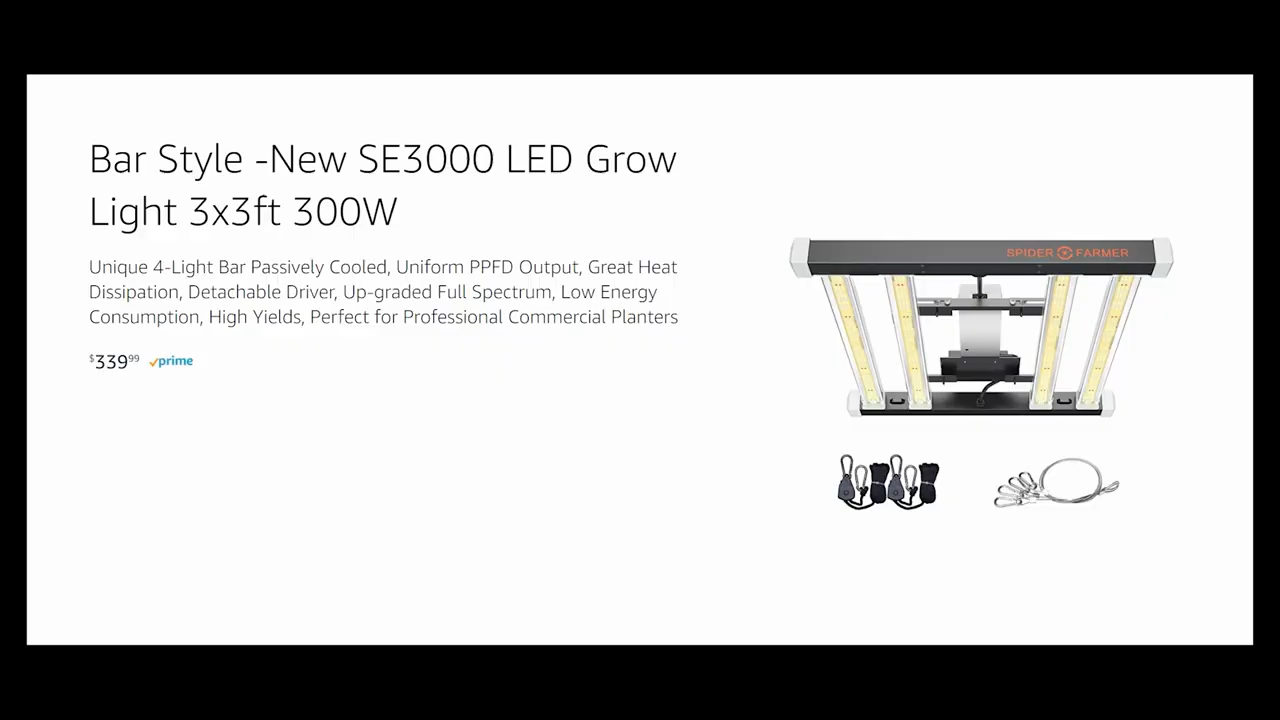 Bar Style -New SE3000 LED Grow
Light 3x3ft 300W
Unique 4-Light Bar Passively Cooled, Uniform PPFD Output, Great Heat
Dissipation, Detachable Driver, Up-graded Full Spectrum, Low Energy
Consumption, High Yields, Perfect for Professional Commercial Planters
$33999 prime
SPIDER FARMER